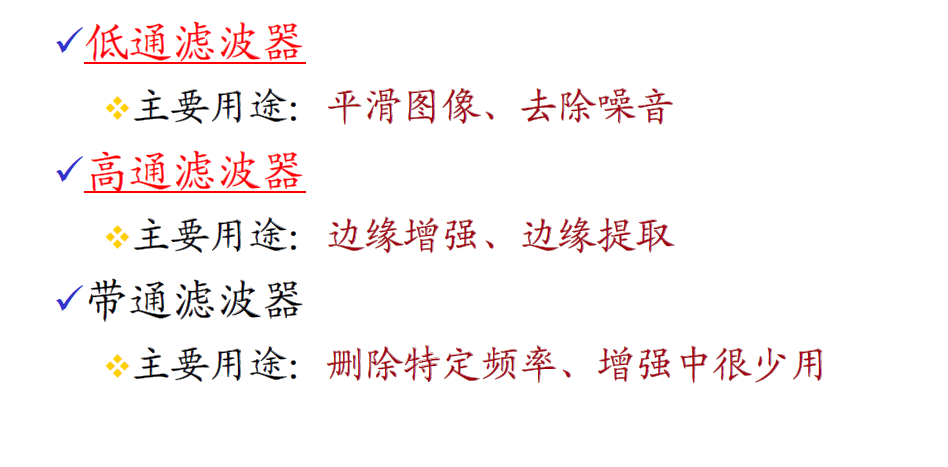 低通滤波器
主要用途：平滑图像、去除噪音
高通滤波器
主要用途：边缘增强、边缘提取
带通滤波器
主要用途：删除特定频率、增强中很少用